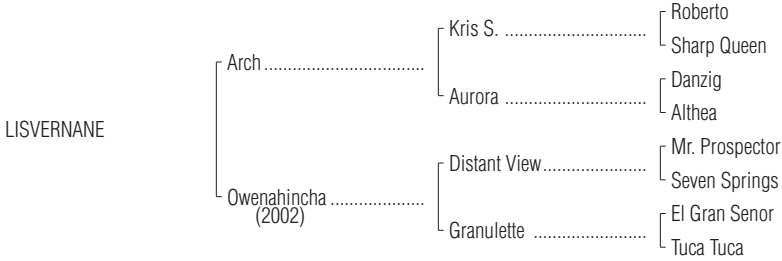 Roberto
Kris S. ................................
Sharp Queen
Arch ....................................
Danzig
Aurora ................................
Althea
LISVERNANE
Mr. Prospector
Distant View.......................
Seven Springs
Owenahincha .....................
(2002)
El Gran Senor
Granulette .........................
Tuca Tuca